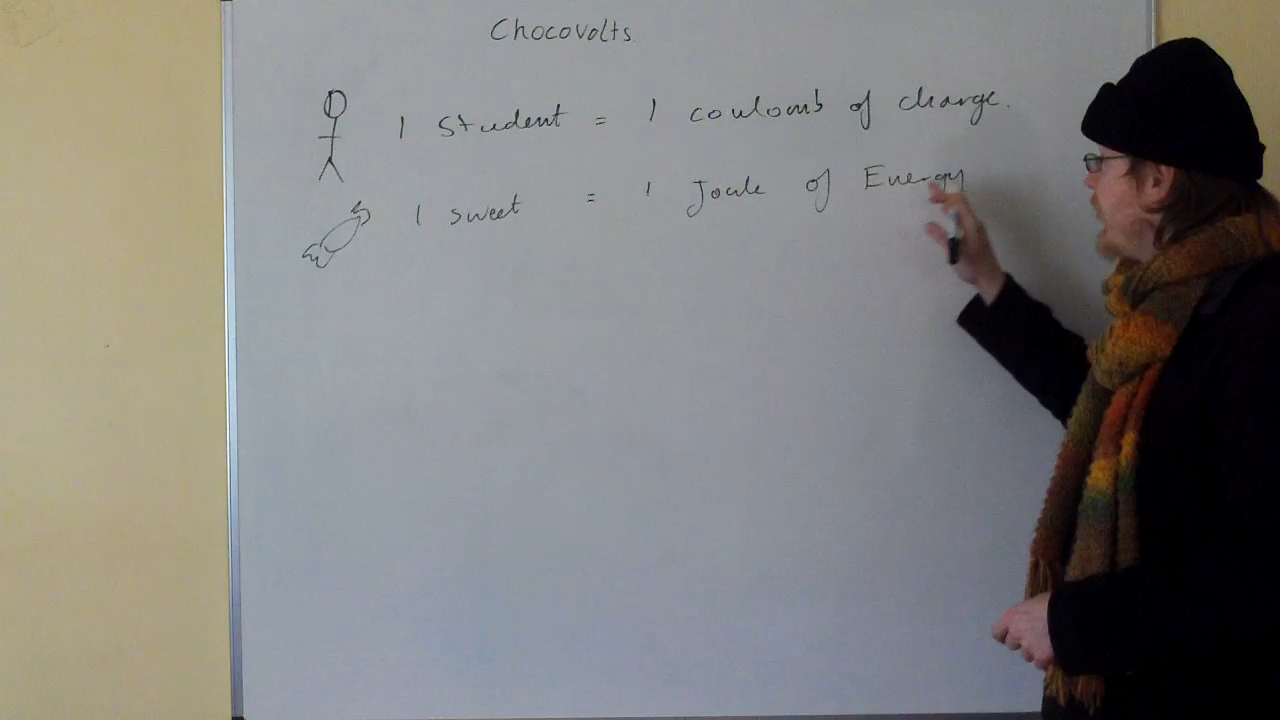 Chocovolts
1 Student = 1 coulomb of charge.
1 sweet = 1 Joule of Energy